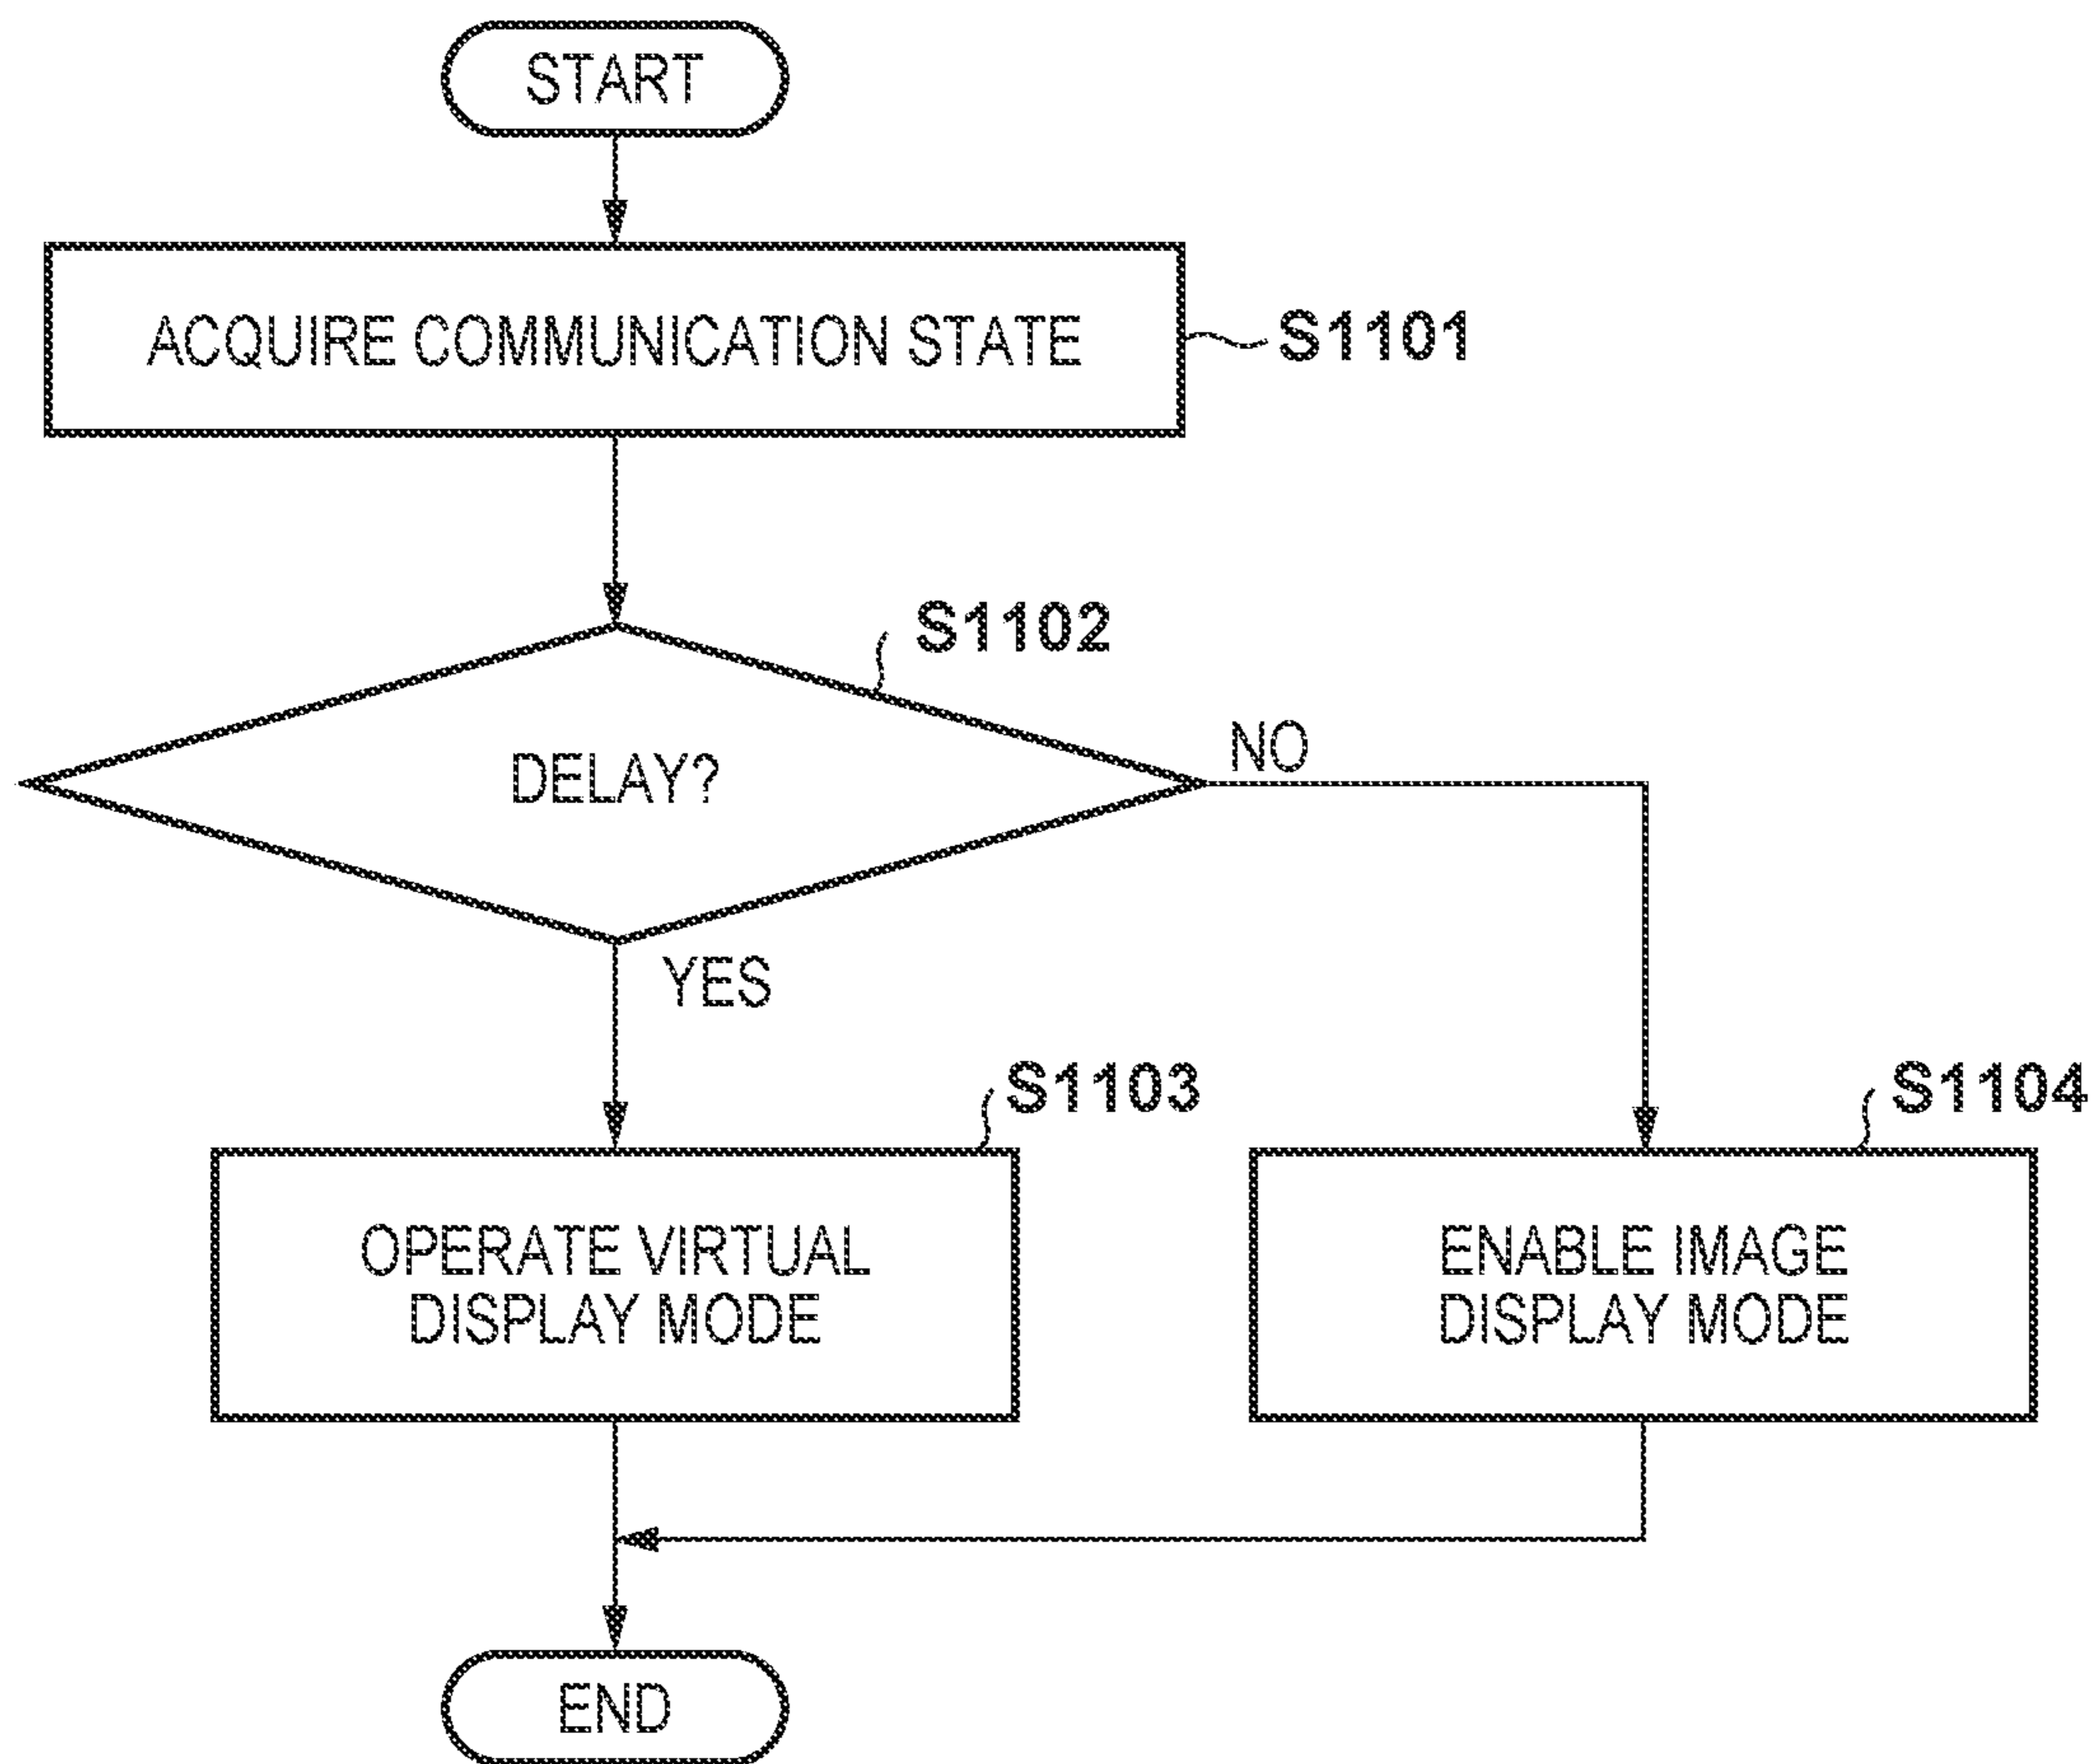 START
ACQUIRE COMMUNICATION STATE
S1101
S1102
DELAY?
NO
YES
S1103
OPERATE VIRTUAL
DISPLAY MODE
S1104
ENABLE IMAGE
DISPLAY MODE
END